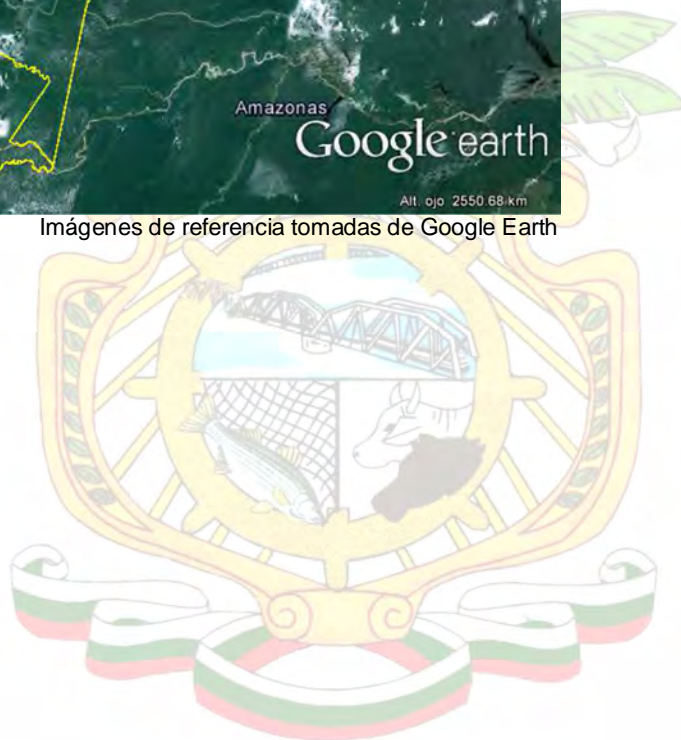 Amazonas
Google earth
Alt. ojo 2550.68 km
Imágenes de referencia tomadas de Google Earth